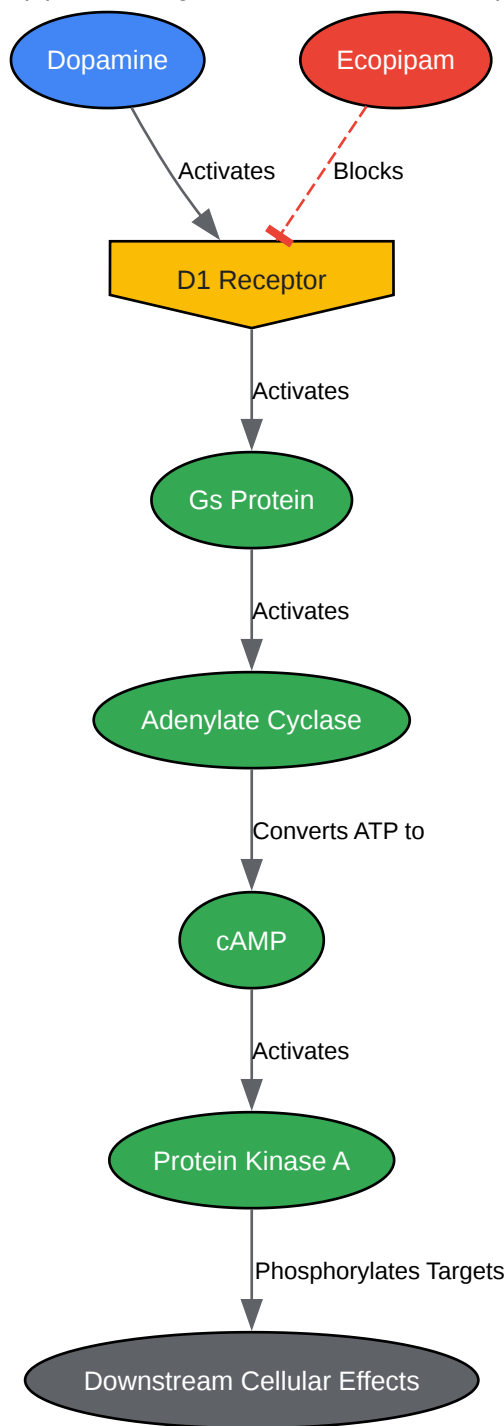 Dopamine
Ecopipam
Activates
Blocks
D1 Receptor
Activates
Gs Protein
Activates
Adenylate Cyclase
Converts ATP to
cAMP
Activates
Protein Kinase A
Phosphorylates Targets
Downstream Cellular Effects